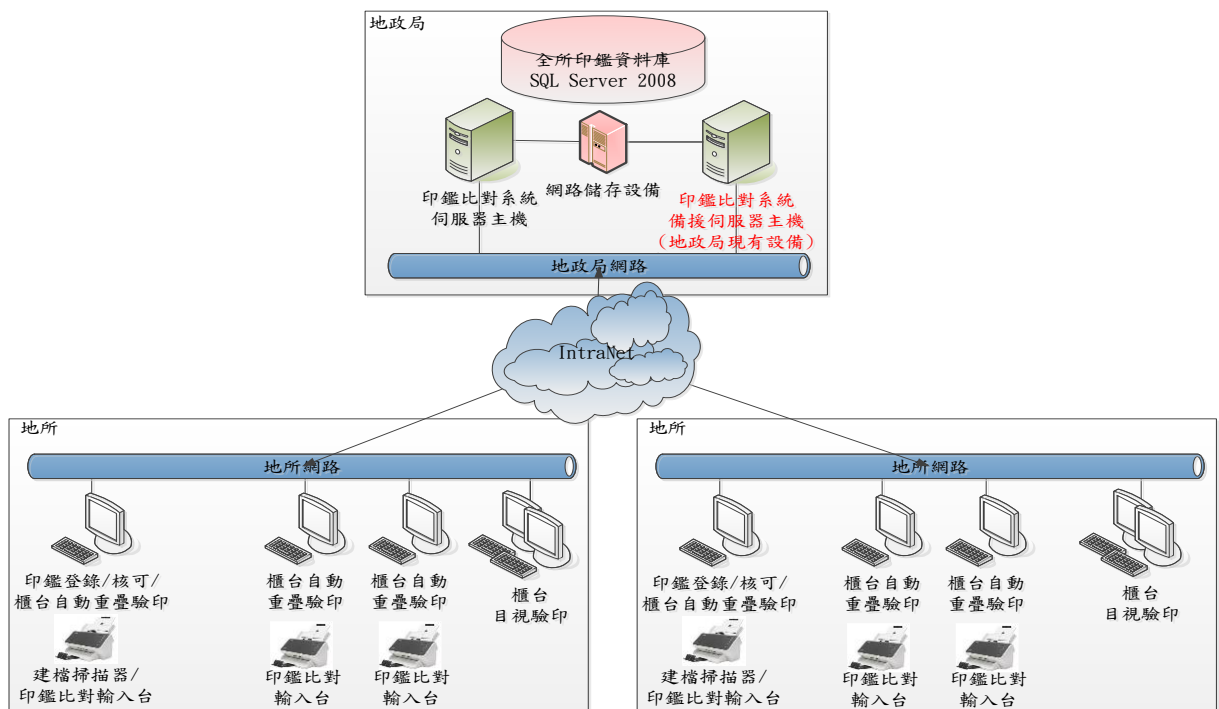 地政局
全所印鑑資料庫
SQL Server 2008
印鑑比對系統
伺服器主機
網路儲存設備
印鑑比對系統
備援伺服器主機
(地政局現有設備)
地政局網路
IntraNet
地所
地所網路
印鑑登錄/核可/
櫃台自動重疊驗印
櫃台自動
重疊驗印
櫃台自動
重疊驗印
櫃台
目視驗印
建檔掃描器/
印鑑比對輸入台
印鑑比對
輸入台
印鑑比對
輸入台
地所
地所網路
印鑑登錄/核可/
櫃台自動重疊驗印
櫃台自動
重疊驗印
櫃台自動
重疊驗印
櫃台
目視驗印
建檔掃描器/
印鑑比對輸入台
印鑑比對
輸入台
印鑑比對
輸入台